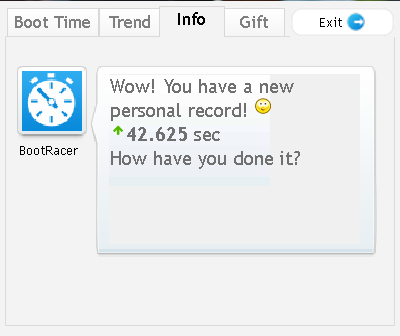 Boot Time
Trend
Info
Gift
Exit
Wow! You have a new
personal record!
42.625 sec
How have you done it?
BootRacer